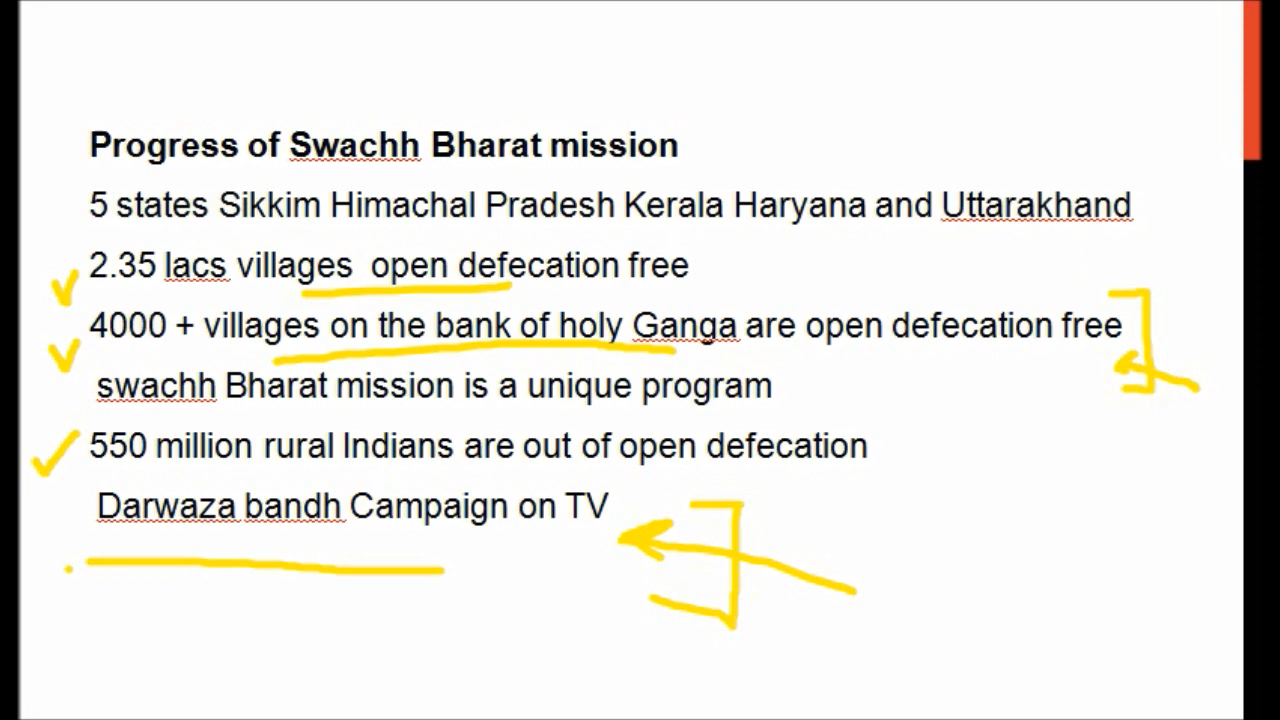 Progress of Swachh Bharat mission
5 states Sikkim Himachal Pradesh Kerala Haryana and Uttarakhand
2.35 lacs villages open defecation free
4000 + villages on the bank of holy Ganga are open defecation free
swachh Bharat mission is a unique program
550 million rural Indians are out of open defecation
Darwaza bandh Campaign on TV